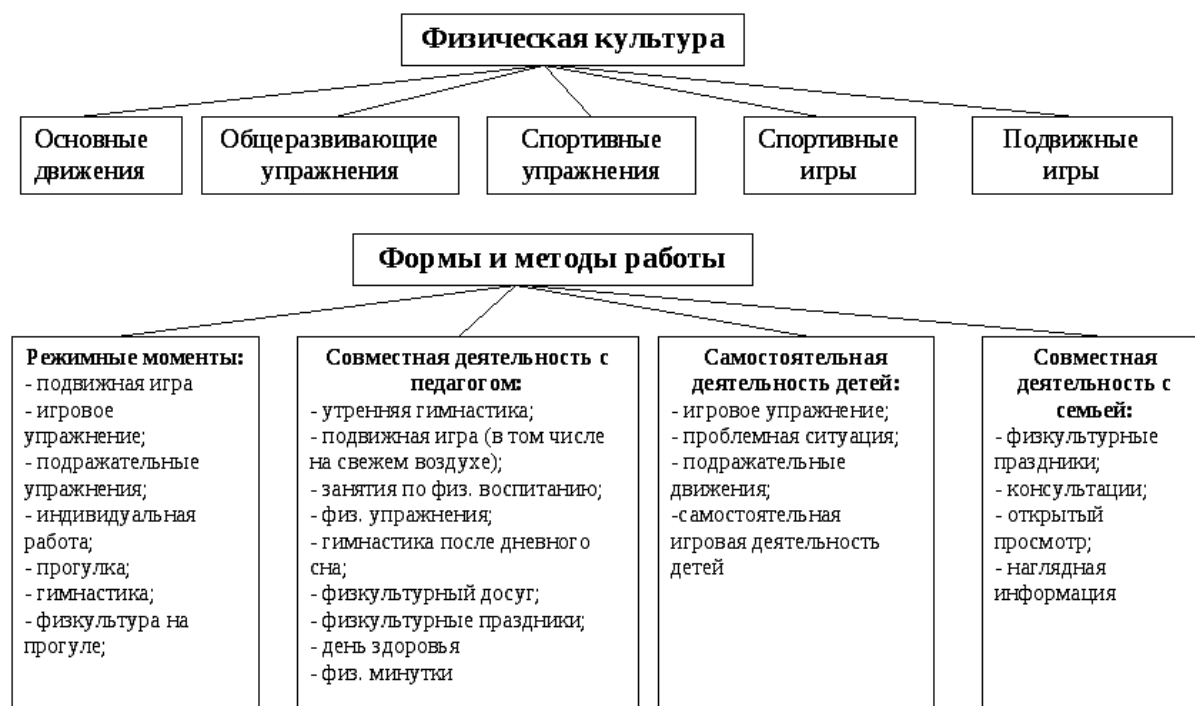 Физическая культура
Основные
движения
Общеразвивающие
упражнения
Спортивные
упражнения
Спортивные
игры
Подвижные
игры
Формы и методы работы
Режимные моменты:
- подвижная игра
- игровое
упражнение;
- подражательные
упражнения;
- индивидуальная
работа;
- прогулка;
- гимнастика;
- физкультура на
прогуле;
Совместная деятельность с
педагогом:
- утренняя гимнастика;
- подвижная игра (в том числе
на свежем воздухе);
- занятия по физ. воспитанию;
- физ. упражнения;
- гимнастика после дневного
сна;
- физкультурный досуг;
- физкультурные праздники;
- день здоровья
- физ. минутки
Самостоятельная
деятельность детей:
- игровое упражнение;
- проблемная ситуация;
- подражательные
движения;
-самостоятельная
игровая деятельность
детей
Совместная
деятельность с
семьей:
- физкультурные
праздники;
- консультации;
- открытый
просмотр;
- наглядная
информация